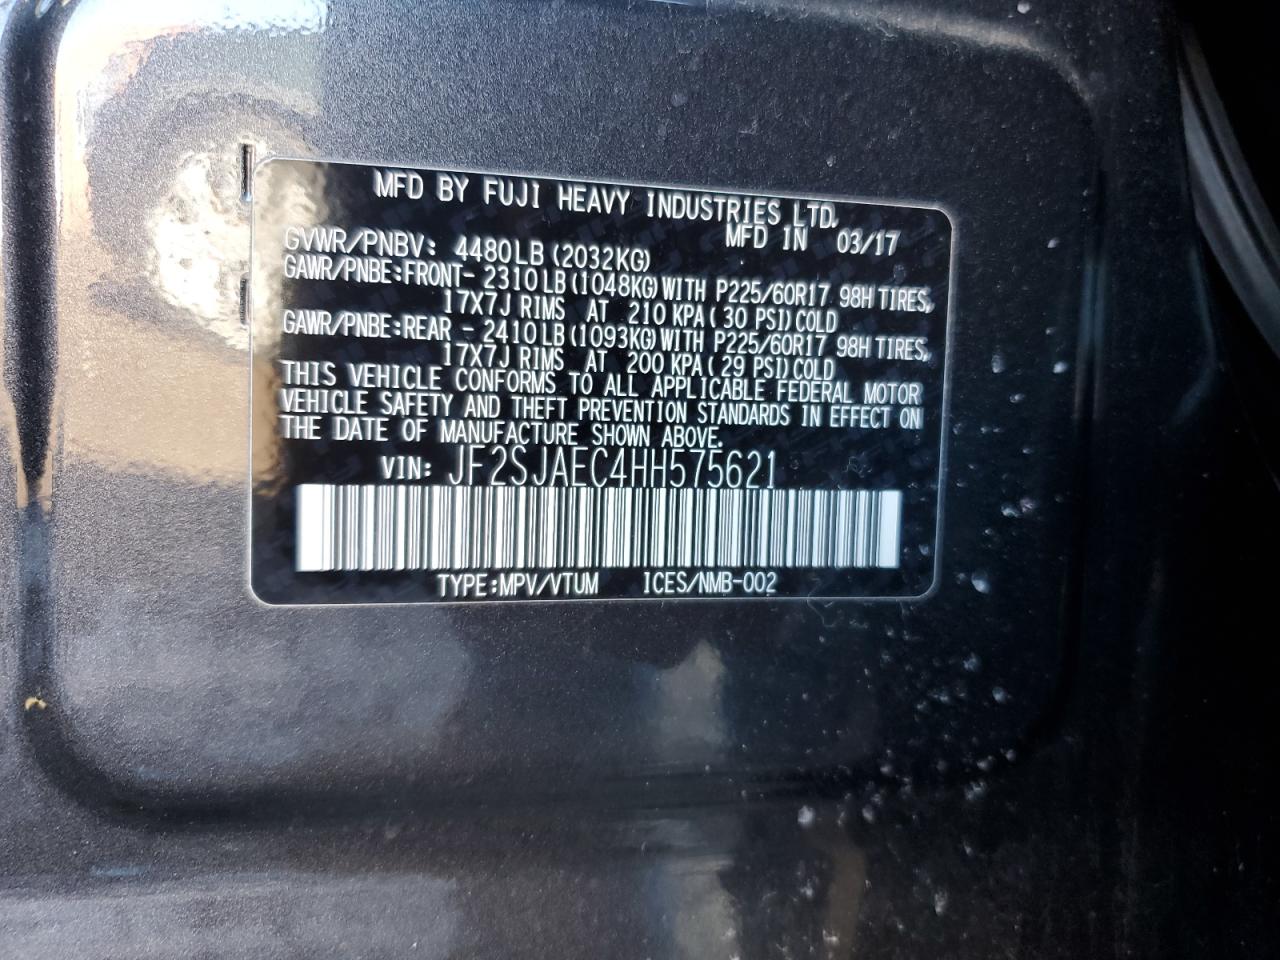 MFD BY FUJI HEAVY INDUSTRIES LTD.
MFD IN 03/17
GVWR/PNBV: 4480LB (2032KG)
GAWR/PNBE:FRONT- 2310LB (1048KG) WITH P225/60R17 98H TIRES,
17X7J RIMS AT 210 KPA ( 30 PSI) COLD
GAWR/PNBE:REAR - 2410LB (1093KG) WITH P225/60R17 98H TIRES,
17X7J RIMS AT 200 KPA ( 29 PSI) COLD
THIS VEHICLE CONFORMS TO ALL APPLICABLE FEDERAL MOTOR
VEHICLE SAFETY AND THEFT PREVENTION STANDARDS IN EFFECT ON
THE DATE OF MANUFACTURE SHOWN ABOVE.
VIN: JF2SJAEC4HH575621
TYPE:MPV/VTUM ICES/NMB-002